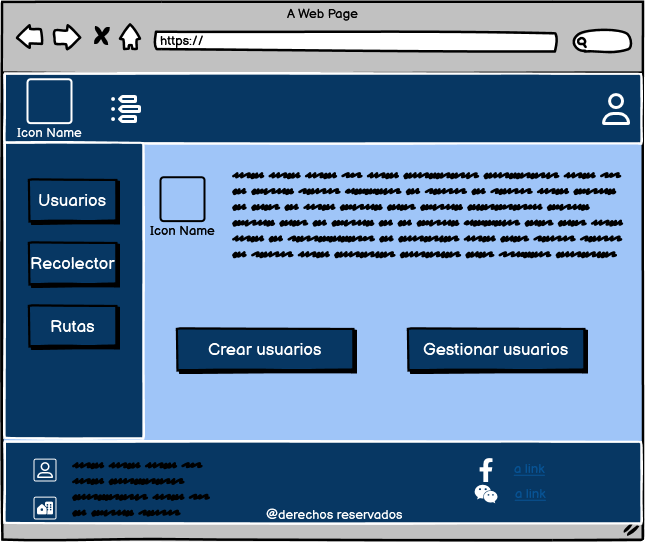 A Web Page
https://
Icon Name
Usuarios
Recolector
Rutas
Icon Name
Crear usuarios
Gestionar usuarios
a link
a link
@derechos reservados